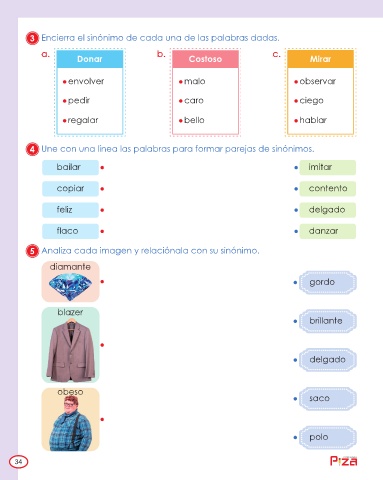 3 Encierra el sinónimo de cada una de las palabras dadas.
a. Donar
• envolver
• pedir
• regalar
b. Costoso
• malo
• caro
• bello
c. Mirar
• observar
• ciego
• hablar
4 Une con una línea las palabras para formar parejas de sinónimos.
bailar • • imitar
copiar • • contento
feliz • • delgado
flaco • • danzar
5 Analiza cada imagen y relaciónala con su sinónimo.
diamante
blazer
obeso
gordo
brillante
delgado
saco
polo
34